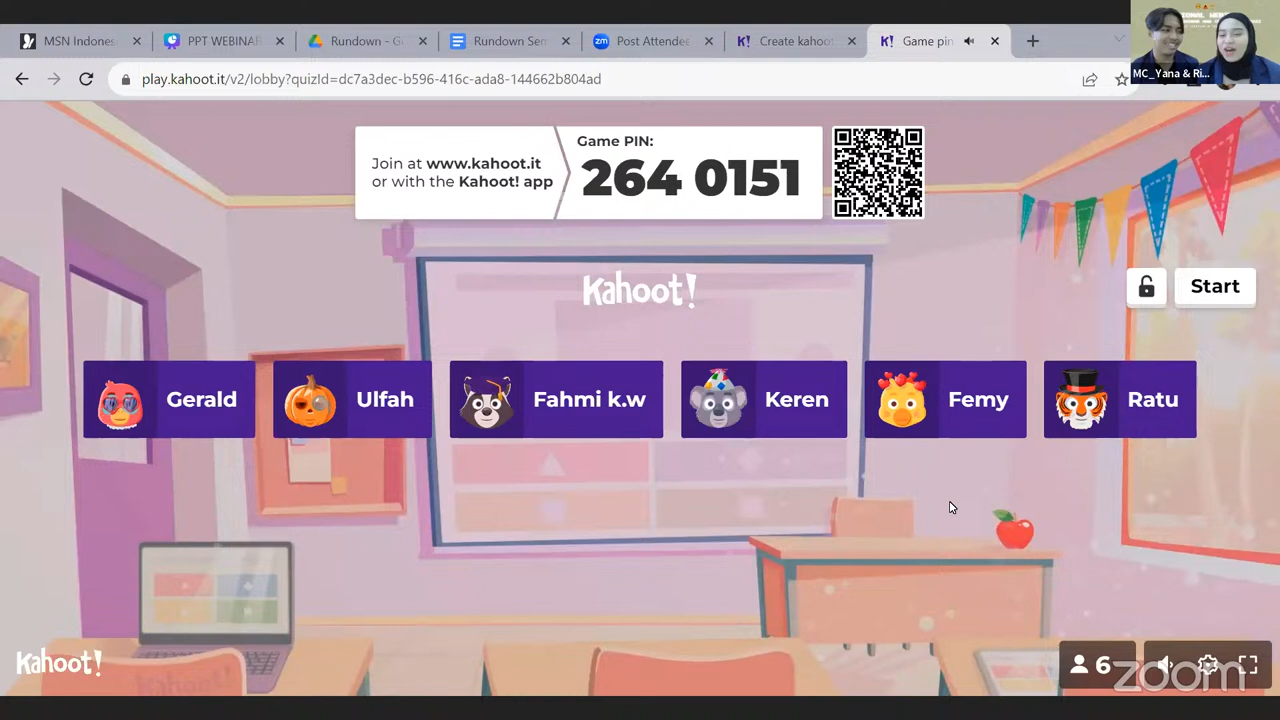 MSN Indones
PPT WEBINAR
Rundown - G
Rundown Sem
Post Attendee
Create kahoot
Game pin
play.kahoot.it/v2/lobby?quizId=dc7a3dec-b596-416c-ada8-144662b804ad
MC_Yana & Ri...
Join at www.kahoot.it
or with the Kahoot! app
Game PIN:
264 0151
Kahoot!
Start
Gerald
Ulfah
Fahmi k.w
Keren
Femy
Ratu
Kahoot!
6
zoom